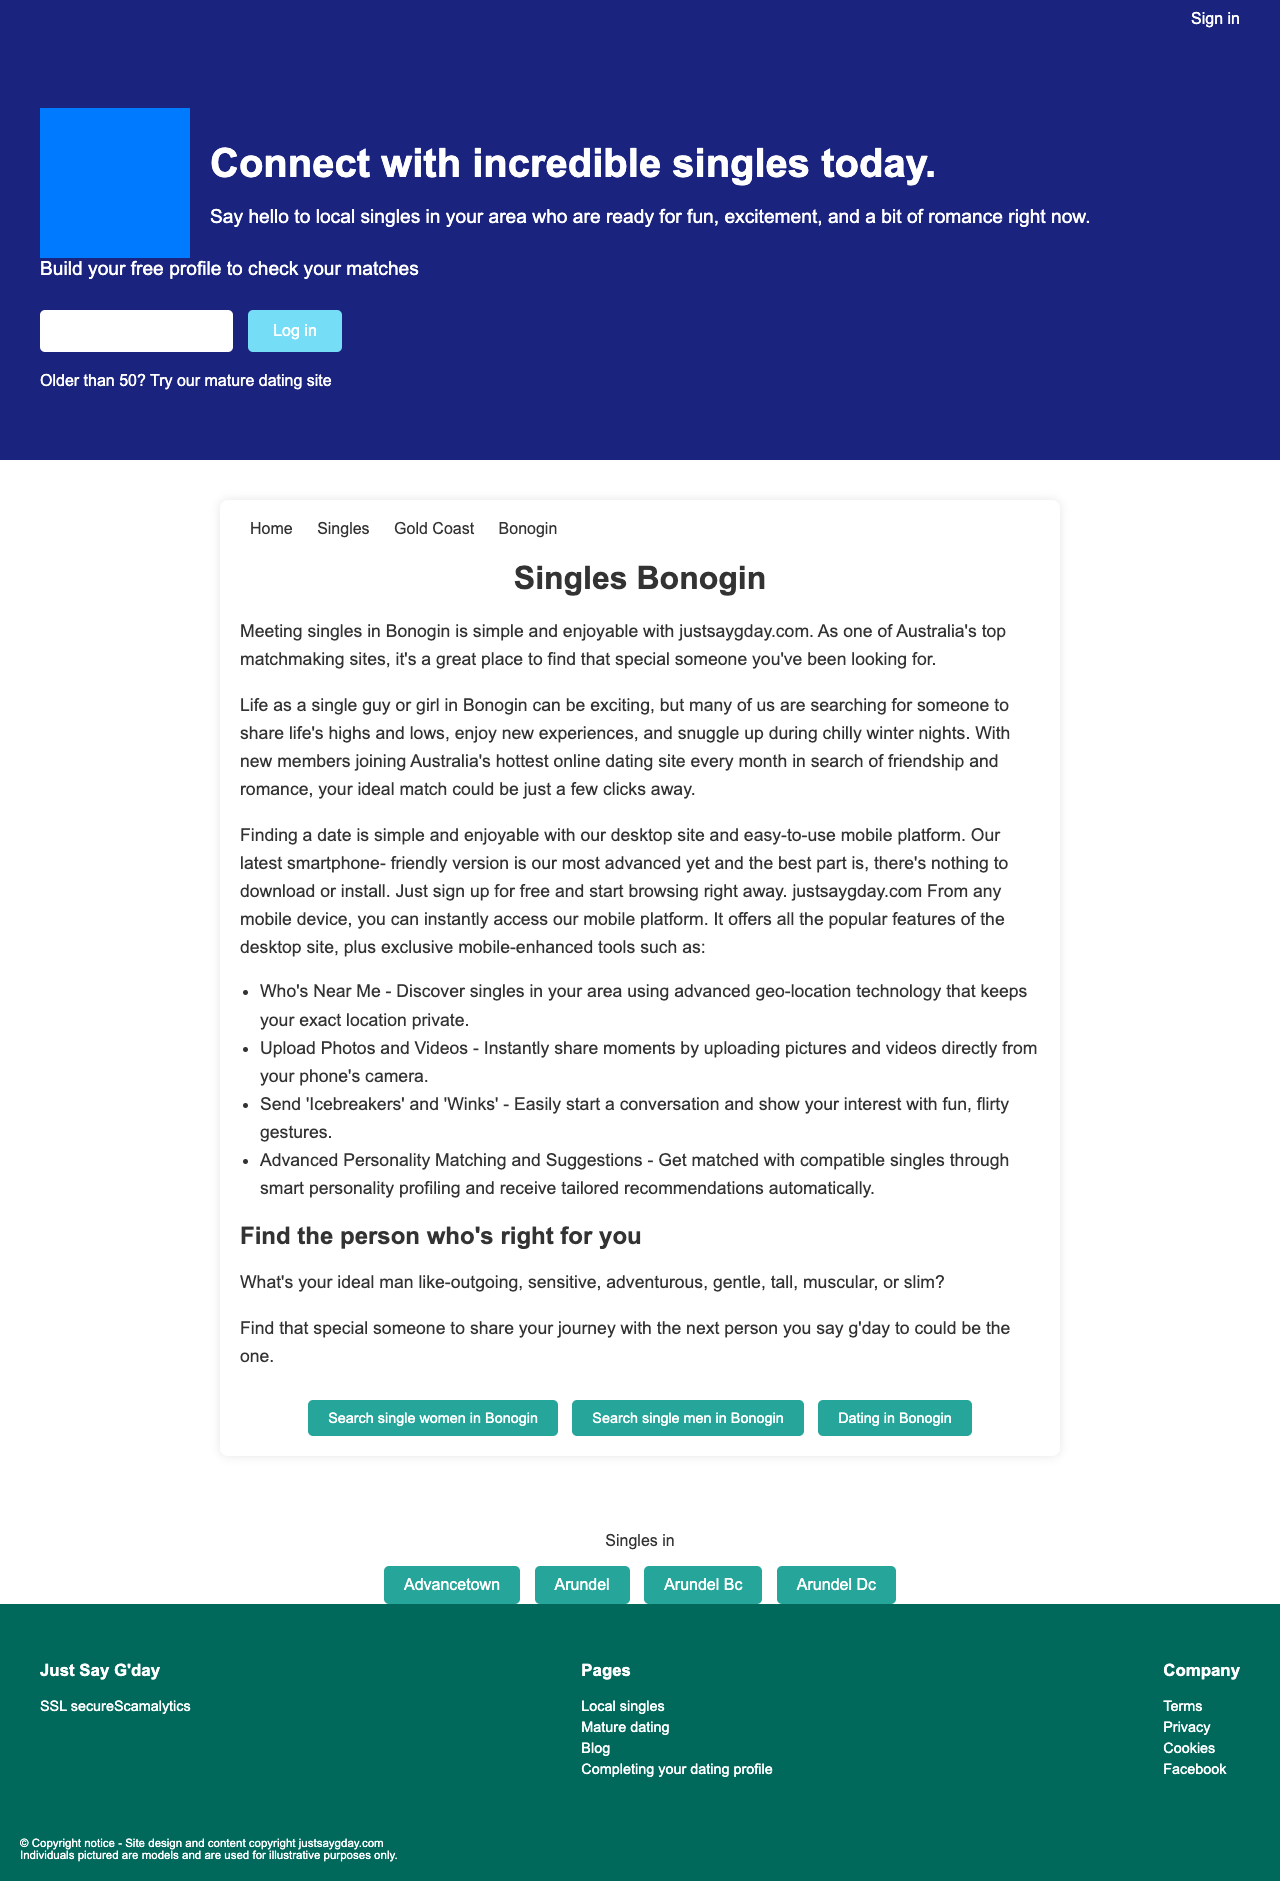 Sign in
Connect with incredible singles today.
Say hello to local singles in your area who are ready for fun, excitement, and a bit of romance right now.
Build your free profile to check your matches
Log in
Older than 50? Try our mature dating site
Home Singles Gold Coast Bonogin
Singles Bonogin
Meeting singles in Bonogin is simple and enjoyable with justsaygday.com. As one of Australia's top
matchmaking sites, it's a great place to find that special someone you've been looking for.
Life as a single guy or girl in Bonogin can be exciting, but many of us are searching for someone to
share life's highs and lows, enjoy new experiences, and snuggle up during chilly winter nights. With
new members joining Australia's hottest online dating site every month in search of friendship and
romance, your ideal match could be just a few clicks away.
Finding a date is simple and enjoyable with our desktop site and easy-to-use mobile platform. Our
latest smartphone- friendly version is our most advanced yet and the best part is, there's nothing to
download or install. Just sign up for free and start browsing right away. justsaygday.com From any
mobile device, you can instantly access our mobile platform. It offers all the popular features of the
desktop site, plus exclusive mobile-enhanced tools such as:
• Who's Near Me - Discover singles in your area using advanced geo-location technology that keeps
your exact location private.
• Upload Photos and Videos - Instantly share moments by uploading pictures and videos directly from
your phone's camera.
• Send 'Icebreakers' and 'Winks' - Easily start a conversation and show your interest with fun, flirty
gestures.
• Advanced Personality Matching and Suggestions - Get matched with compatible singles through
smart personality profiling and receive tailored recommendations automatically.
Find the person who's right for you
What's your ideal man like-outgoing, sensitive, adventurous, gentle, tall, muscular, or slim?
Find that special someone to share your journey with the next person you say g'day to could be the
one.
Search single women in Bonogin Search single men in Bonogin Dating in Bonogin
Singles in
Advancetown Arundel Arundel Bc Arundel Dc
Just Say G'day
SSL secureScamalytics
Pages
Local singles
Mature dating
Blog
Completing your dating profile
Company
Terms
Privacy
Cookies
Facebook
© Copyright notice - Site design and content copyright justsaygday.com
Individuals pictured are models and are used for illustrative purposes only.